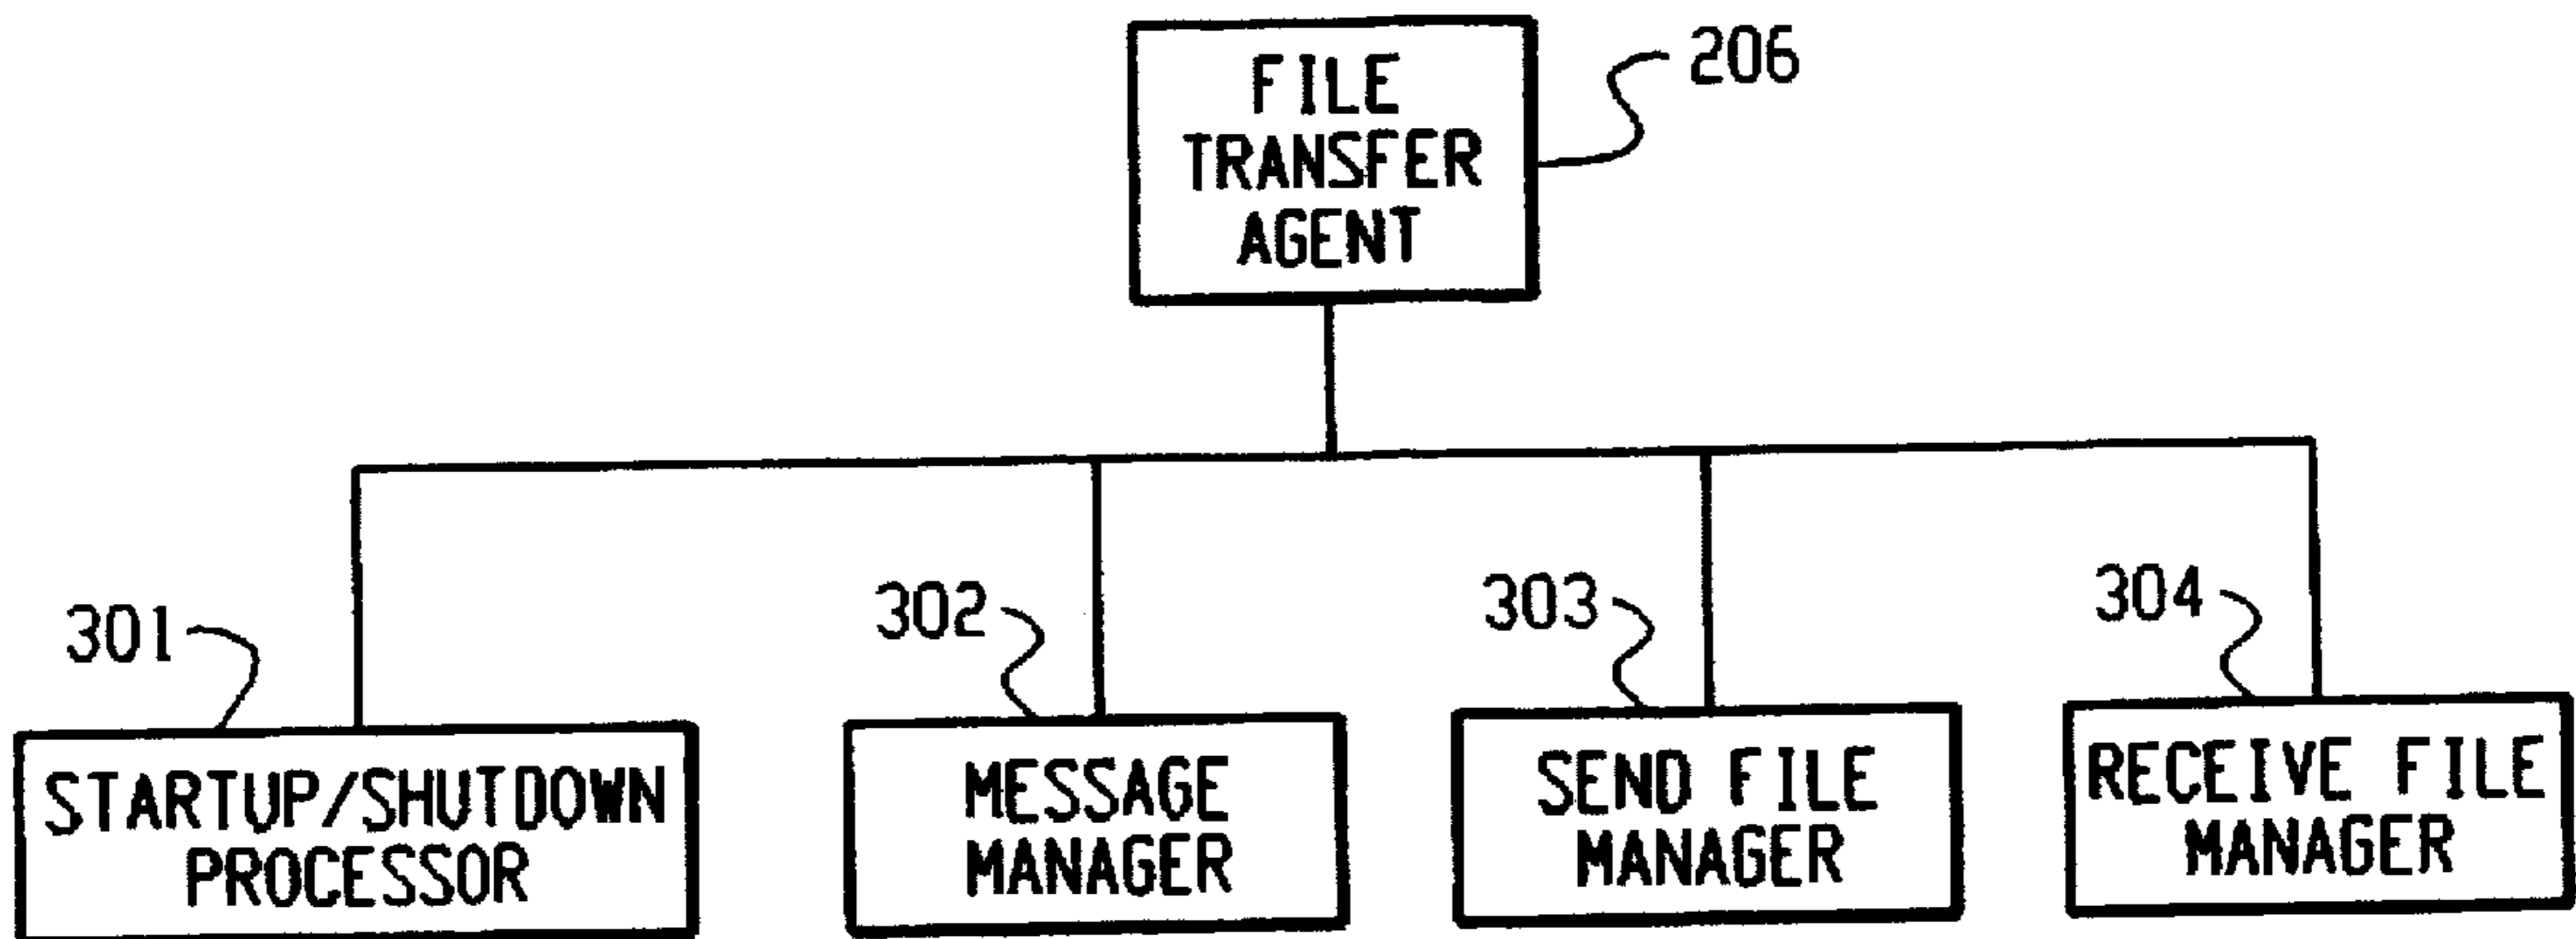 FILE
TRANSFER
AGENT
206
301
302
303
304
STARTUP/SHUTDOWN
PROCESSOR
MESSAGE
MANAGER
SEND FILE
MANAGER
RECEIVE FILE
MANAGER